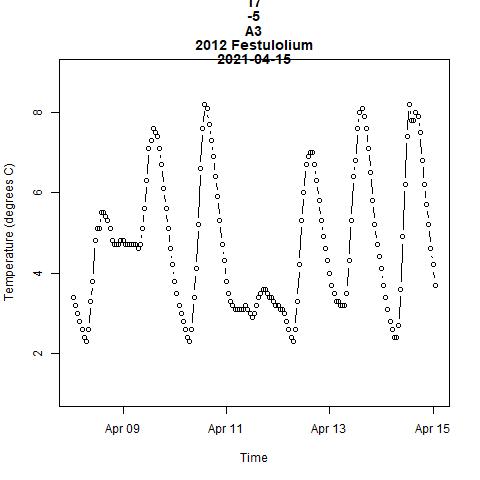 17
-5
A3
2012 Festulolium
2021-04-15
Temperature (degrees C)
8
6
4
2
Apr 09
Apr 11
Apr 13
Apr 15
Time